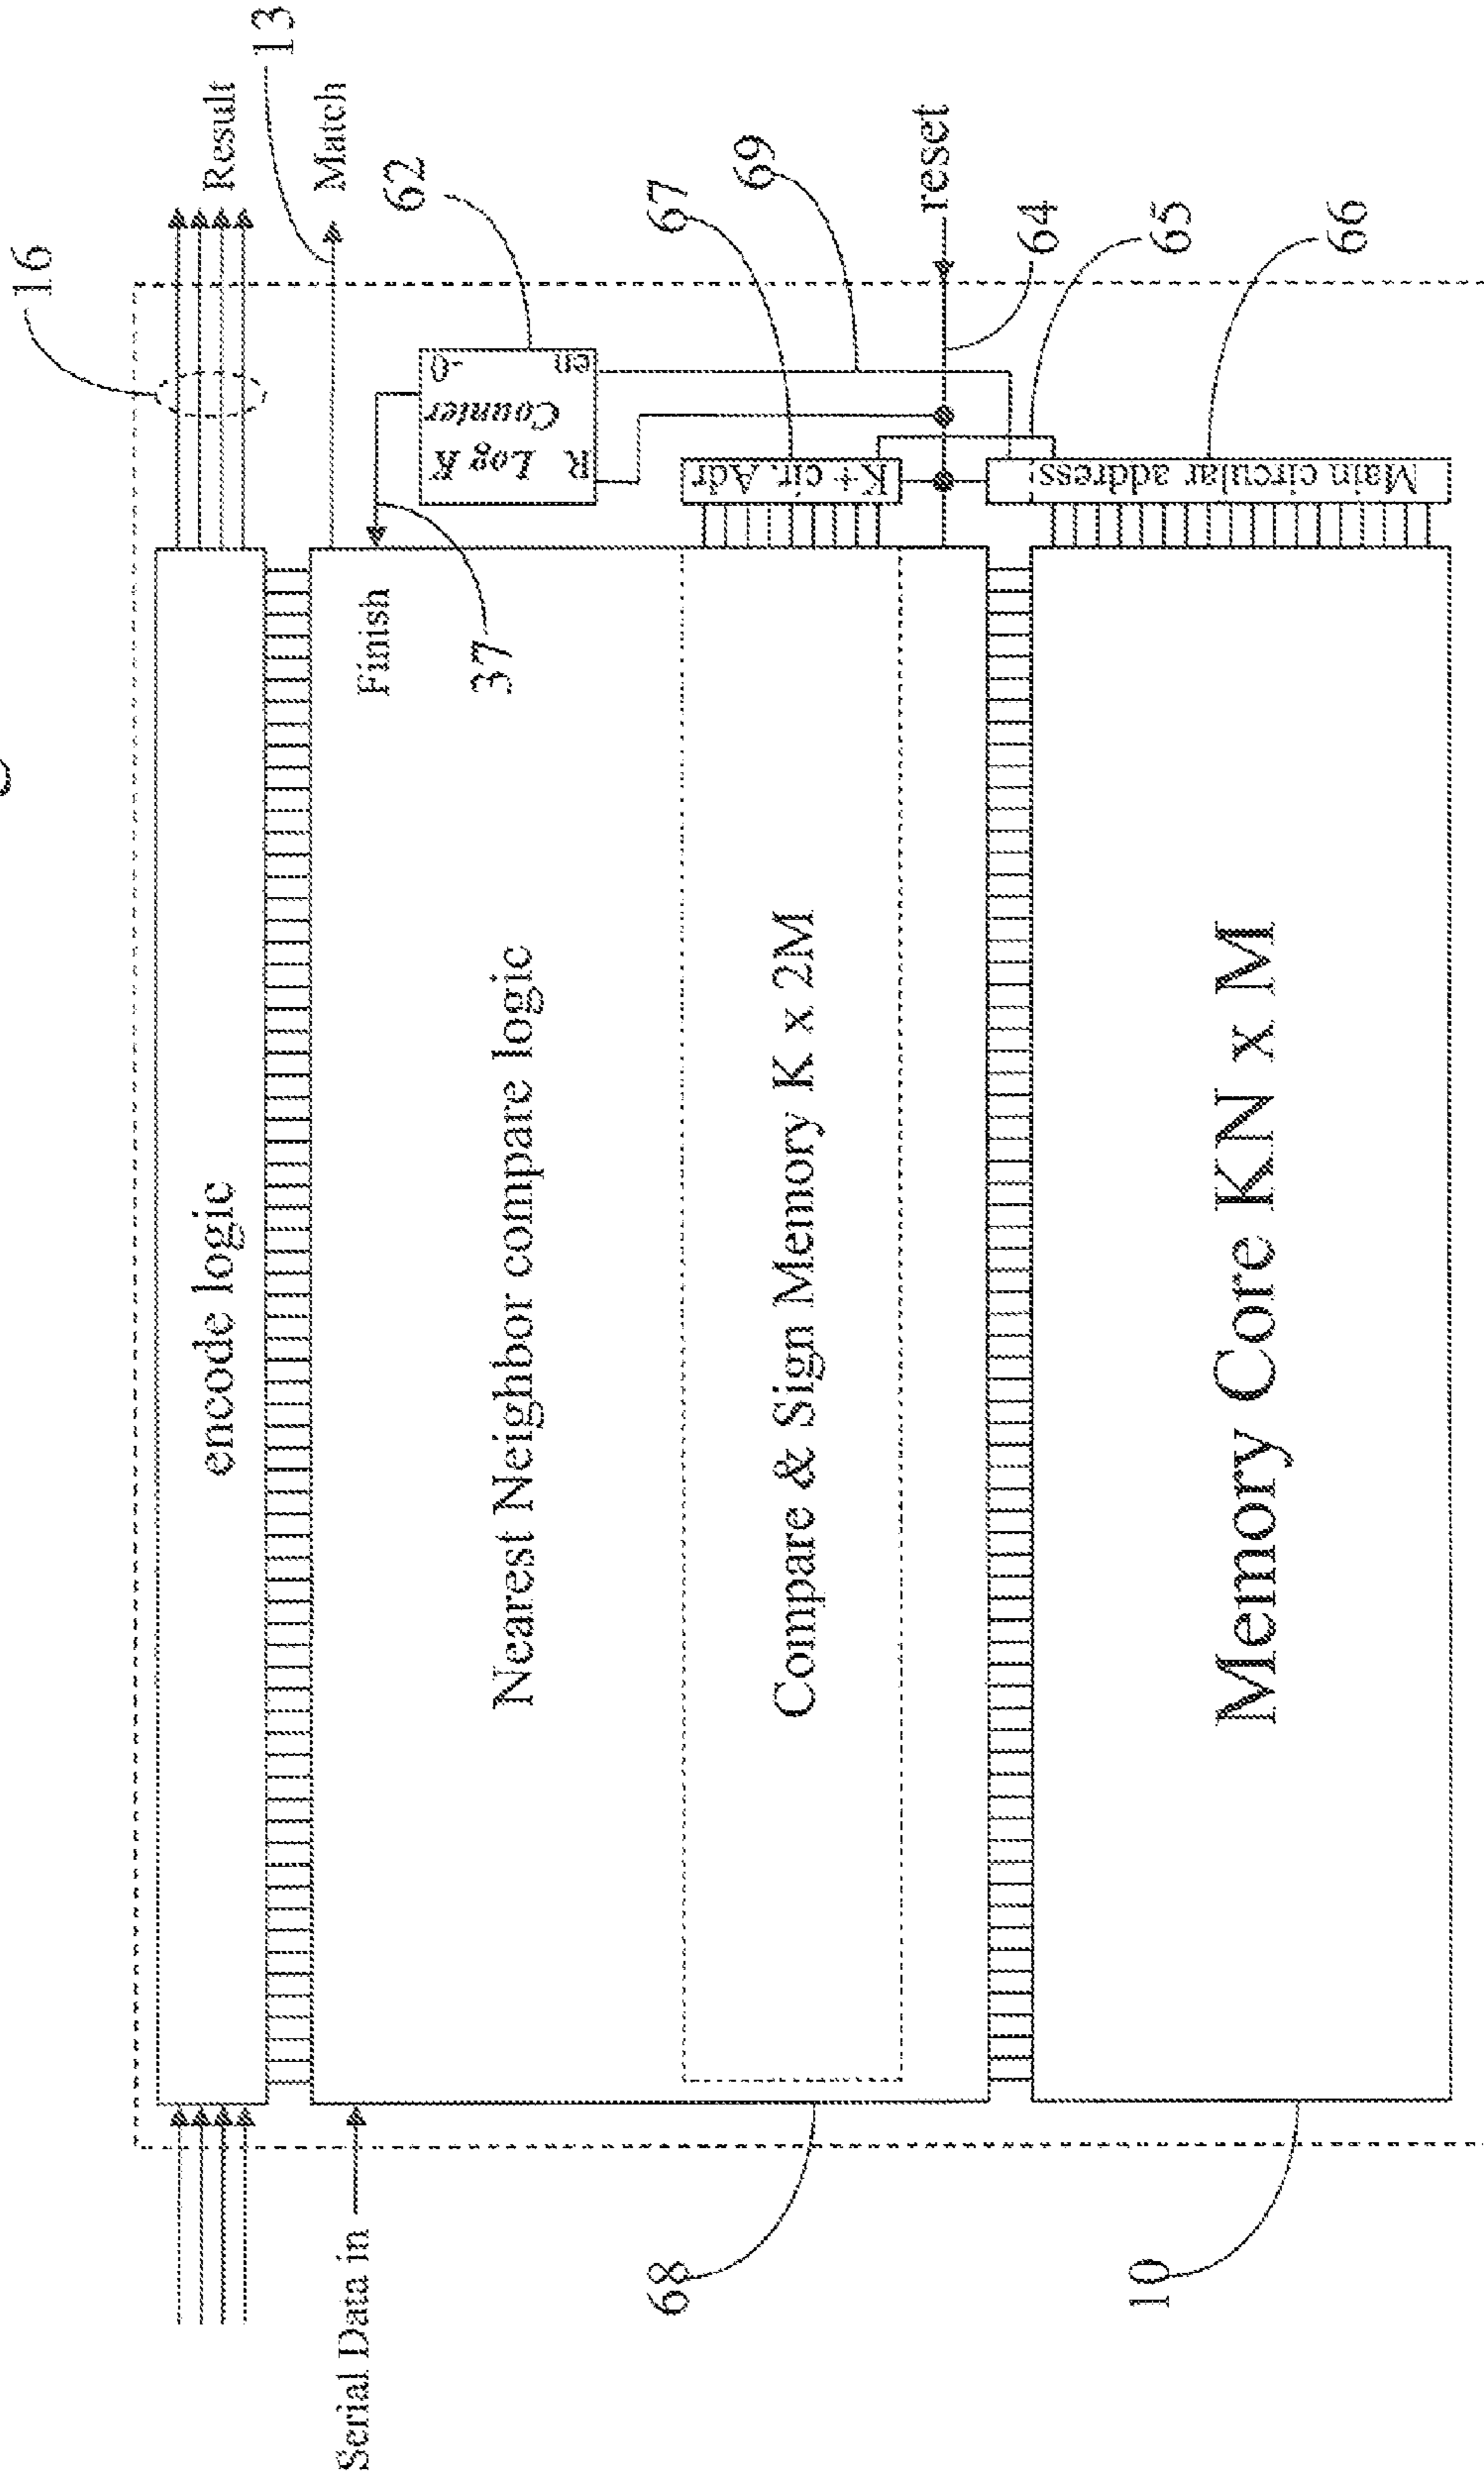 16
Result
13
Match
encode logic
62
Counter
Log K
R
en
-0
Finish
37
Nearest Neighbor compare logic
Serial Data in
67
K+ cir. Adr
69
Compare & Sign Memory K x 2M
68
reset
64
65
66
Main circular address
Memory Core KN x M
10